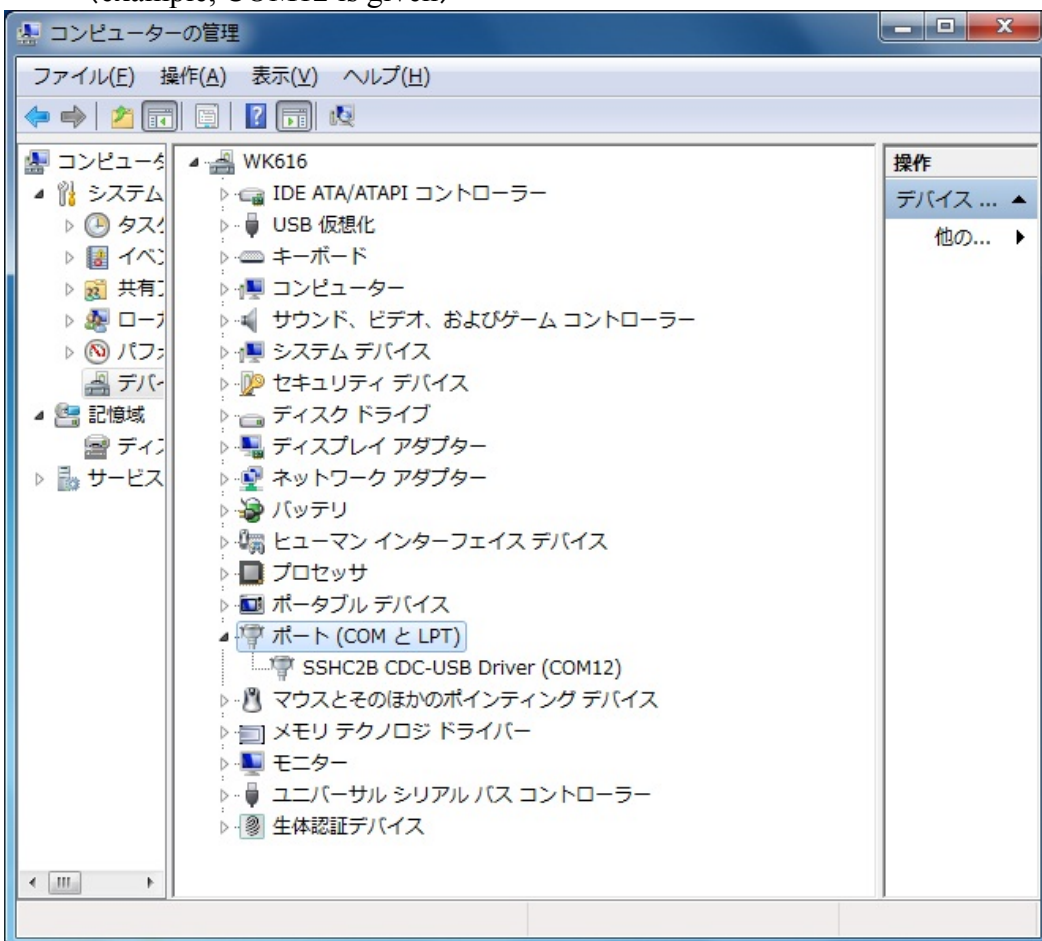 (example, COM12 is given)
コンピューターの管理
ファイル(F) 操作(A) 表示(V) ヘルプ(H)
コンピュータ
システム
タスク
イベン
共有フ
ローカ
パフォ
デバイ
記憶域
ディス
サービス
WK616
IDE ATA/ATAPI コントローラー
USB 仮想化
キーボード
コンピューター
サウンド、ビデオ、およびゲーム コントローラー
システム デバイス
セキュリティ デバイス
ディスク ドライブ
ディスプレイ アダプター
ネットワーク アダプター
バッテリ
ヒューマン インターフェイス デバイス
プロセッサ
ポータブル デバイス
ポート (COM と LPT)
SSHC2B CDC-USB Driver (COM12)
マウスとそのほかのポインティング デバイス
メモリ テクノロジ ドライバー
モニター
ユニバーサル シリアル バス コントローラー
生体認証デバイス
操作
デバイス ...
他の...